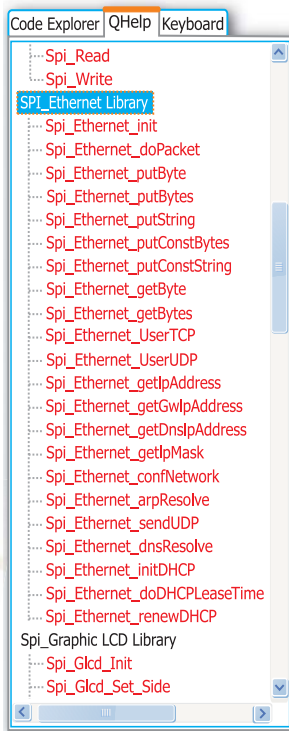 Code Explorer QHelp Keyboard
Spi_Read
Spi_Write
SPI_Ethernet Library
Spi_Ethernet_init
Spi_Ethernet_doPacket
Spi_Ethernet_putByte
Spi_Ethernet_putBytes
Spi_Ethernet_putString
Spi_Ethernet_putConstBytes
Spi_Ethernet_putConstString
Spi_Ethernet_getByte
Spi_Ethernet_getBytes
Spi_Ethernet_UserTCP
Spi_Ethernet_UserUDP
Spi_Ethernet_getIpAddress
Spi_Ethernet_getGwIpAddress
Spi_Ethernet_getDnsIpAddress
Spi_Ethernet_getIpMask
Spi_Ethernet_confNetwork
Spi_Ethernet_arpResolve
Spi_Ethernet_sendUDP
Spi_Ethernet_dnsResolve
Spi_Ethernet_initDHCP
Spi_Ethernet_doDHCPLeaseTime
Spi_Ethernet_renewDHCP
Spi_Graphic LCD Library
Spi_Glcd_Init
Spi_Glcd_Set_Side